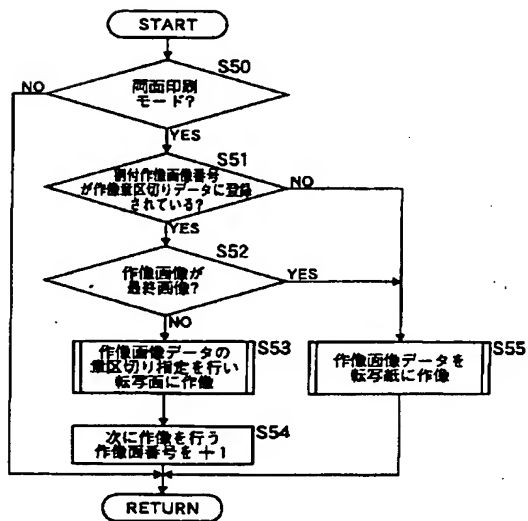 START
S50
NO
両面印刷
モード?
YES
S51
割付作像画像番号
が作像章区切りデータに登録
されている?
NO
YES
S52
作像画像が
最終画像?
YES
NO
S53
作像画像データの
章区切り指定を行い
転写面に作像
S55
作像画像データを
転写紙に作像
S54
次に作像を行う
作像面番号を +1
RETURN